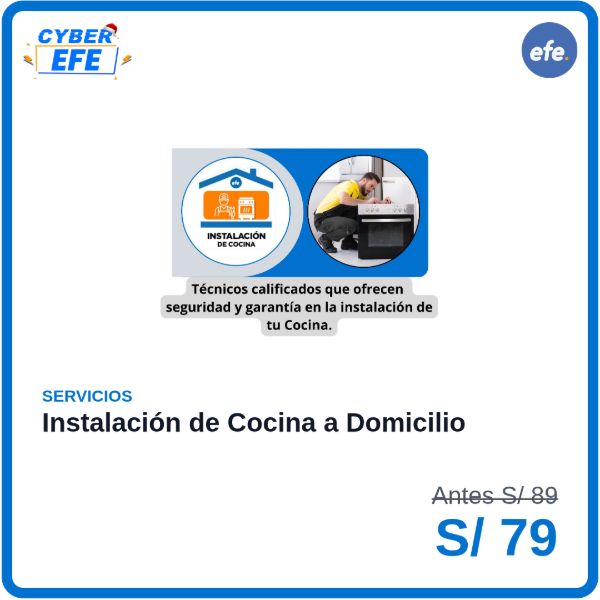 CYBER
EFE
efe.
efe
INSTALACIÓN
DE COCINA
Técnicos calificados que ofrecen
seguridad y garantía en la instalación de
tu Cocina.
SERVICIOS
Instalación de Cocina a Domicilio
Antes S/ 89
S/ 79